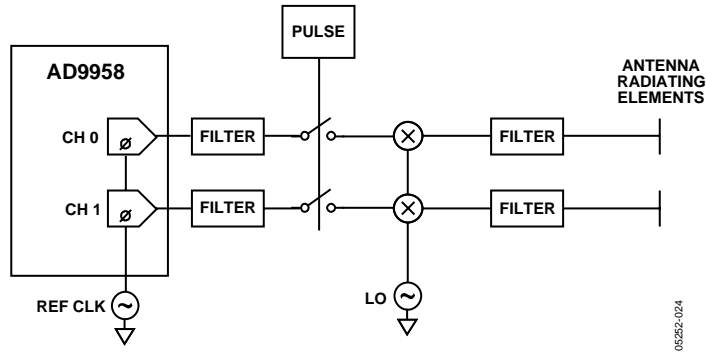 PULSE
AD9958
ANTENNA
RADIATING
ELEMENTS
CH 0
Ø
FILTER
FILTER
CH 1
Ø
FILTER
FILTER
REF CLK
~
LO
~
05252-024